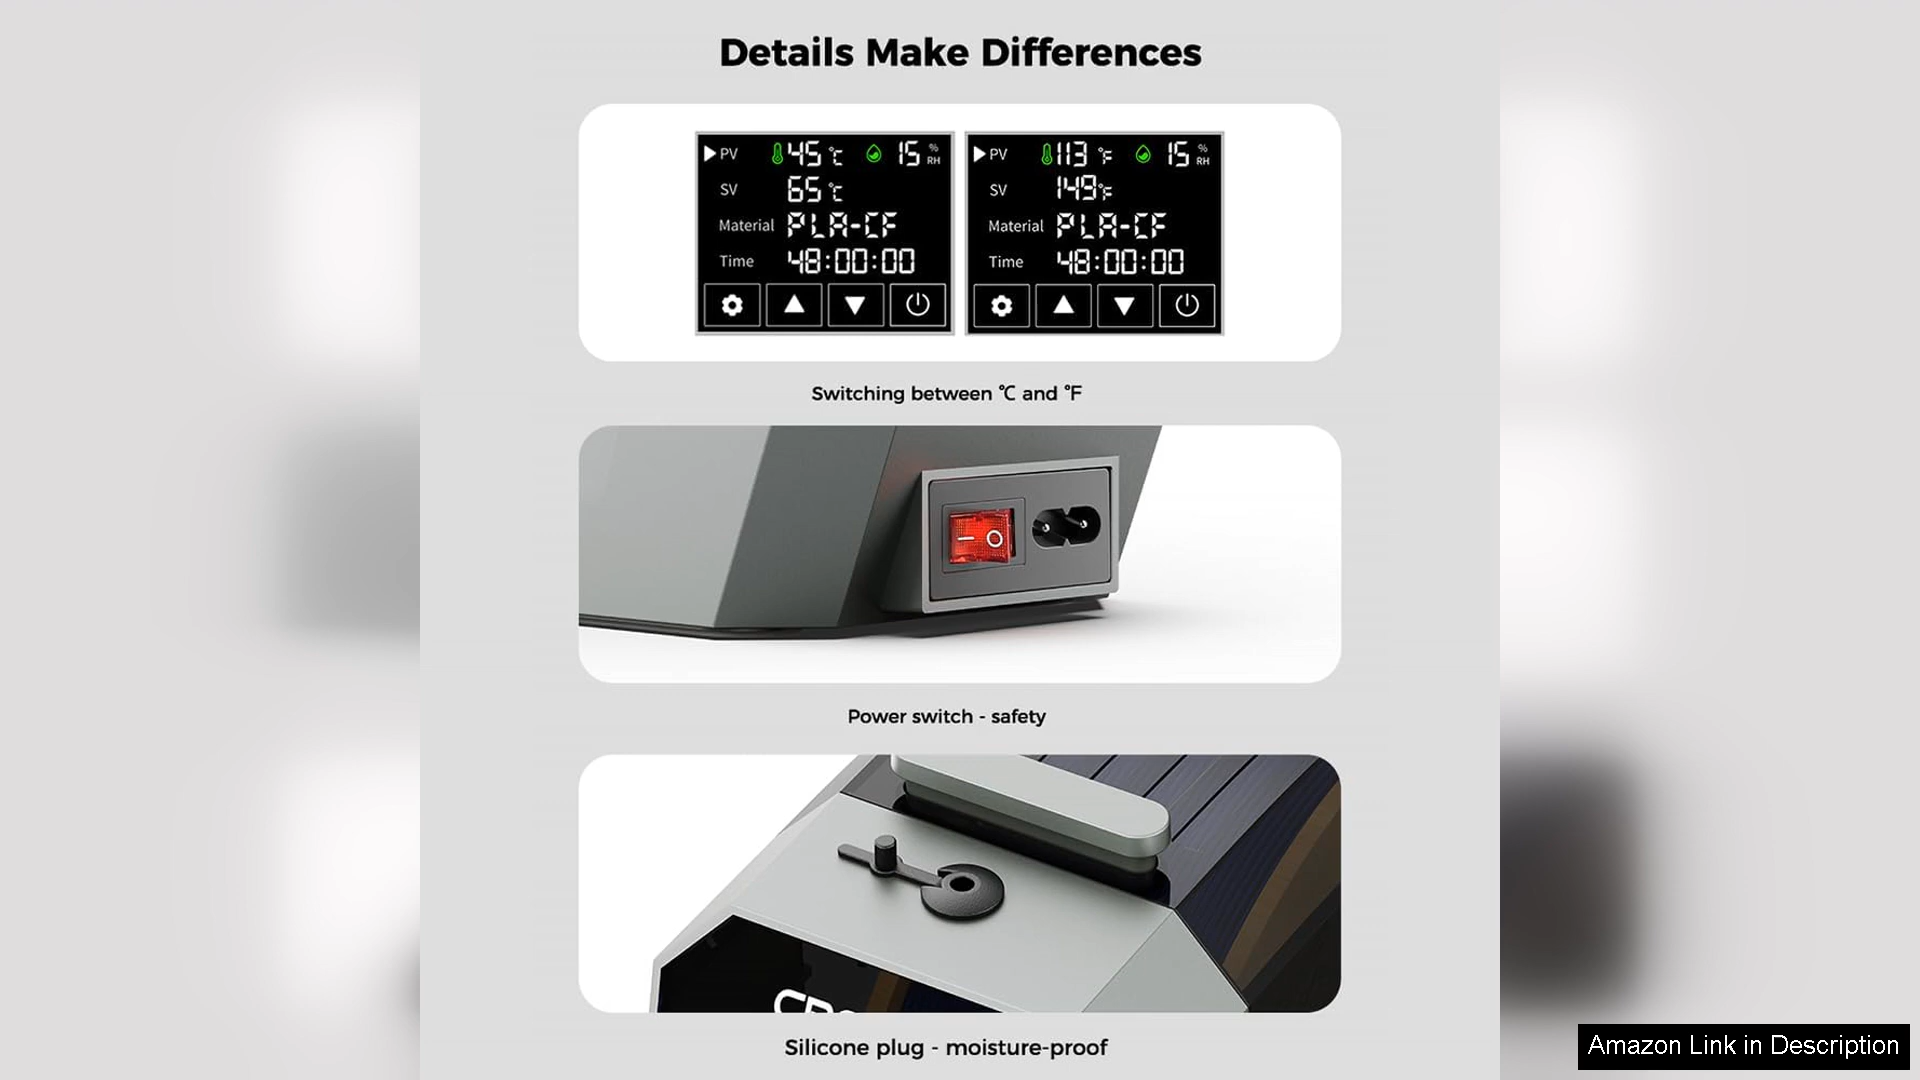 Details Make Differences
PV 45 ℃ 15 % RH
SV 65 ℃
Material PLA-CF
Time 48:00:00
PV 113 ℉ 15 % RH
SV 149 ℉
Material PLA-CF
Time 48:00:00
Switching between ℃ and ℉
Power switch - safety
Silicone plug - moisture-proof
Amazon Link in Description